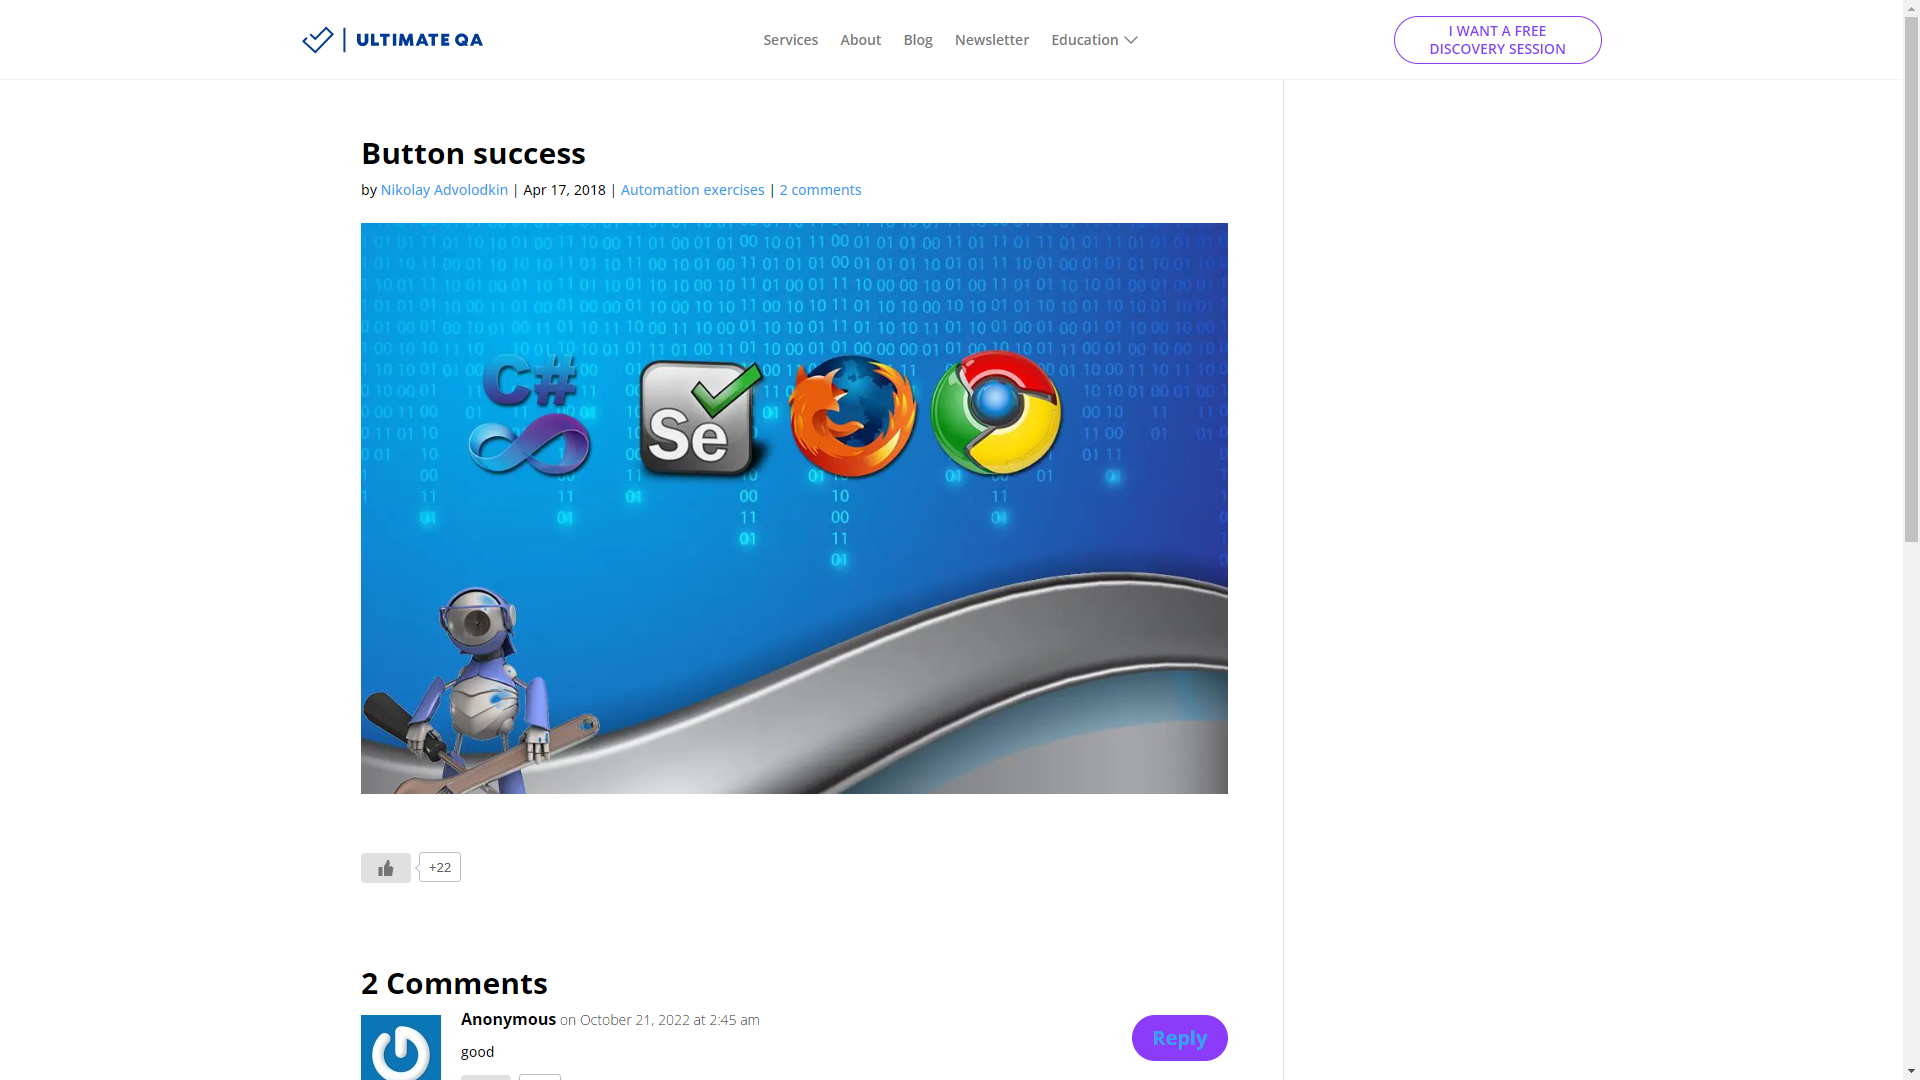 ULTIMATE QA
Services
About
Blog
Newsletter
Education
I WANT A FREE
DISCOVERY SESSION
Button success
by Nikolay Advolodkin | Apr 17, 2018 | Automation exercises | 2 comments
C#
Se
+22
2 Comments
Anonymous on October 21, 2022 at 2:45 am
Reply
good